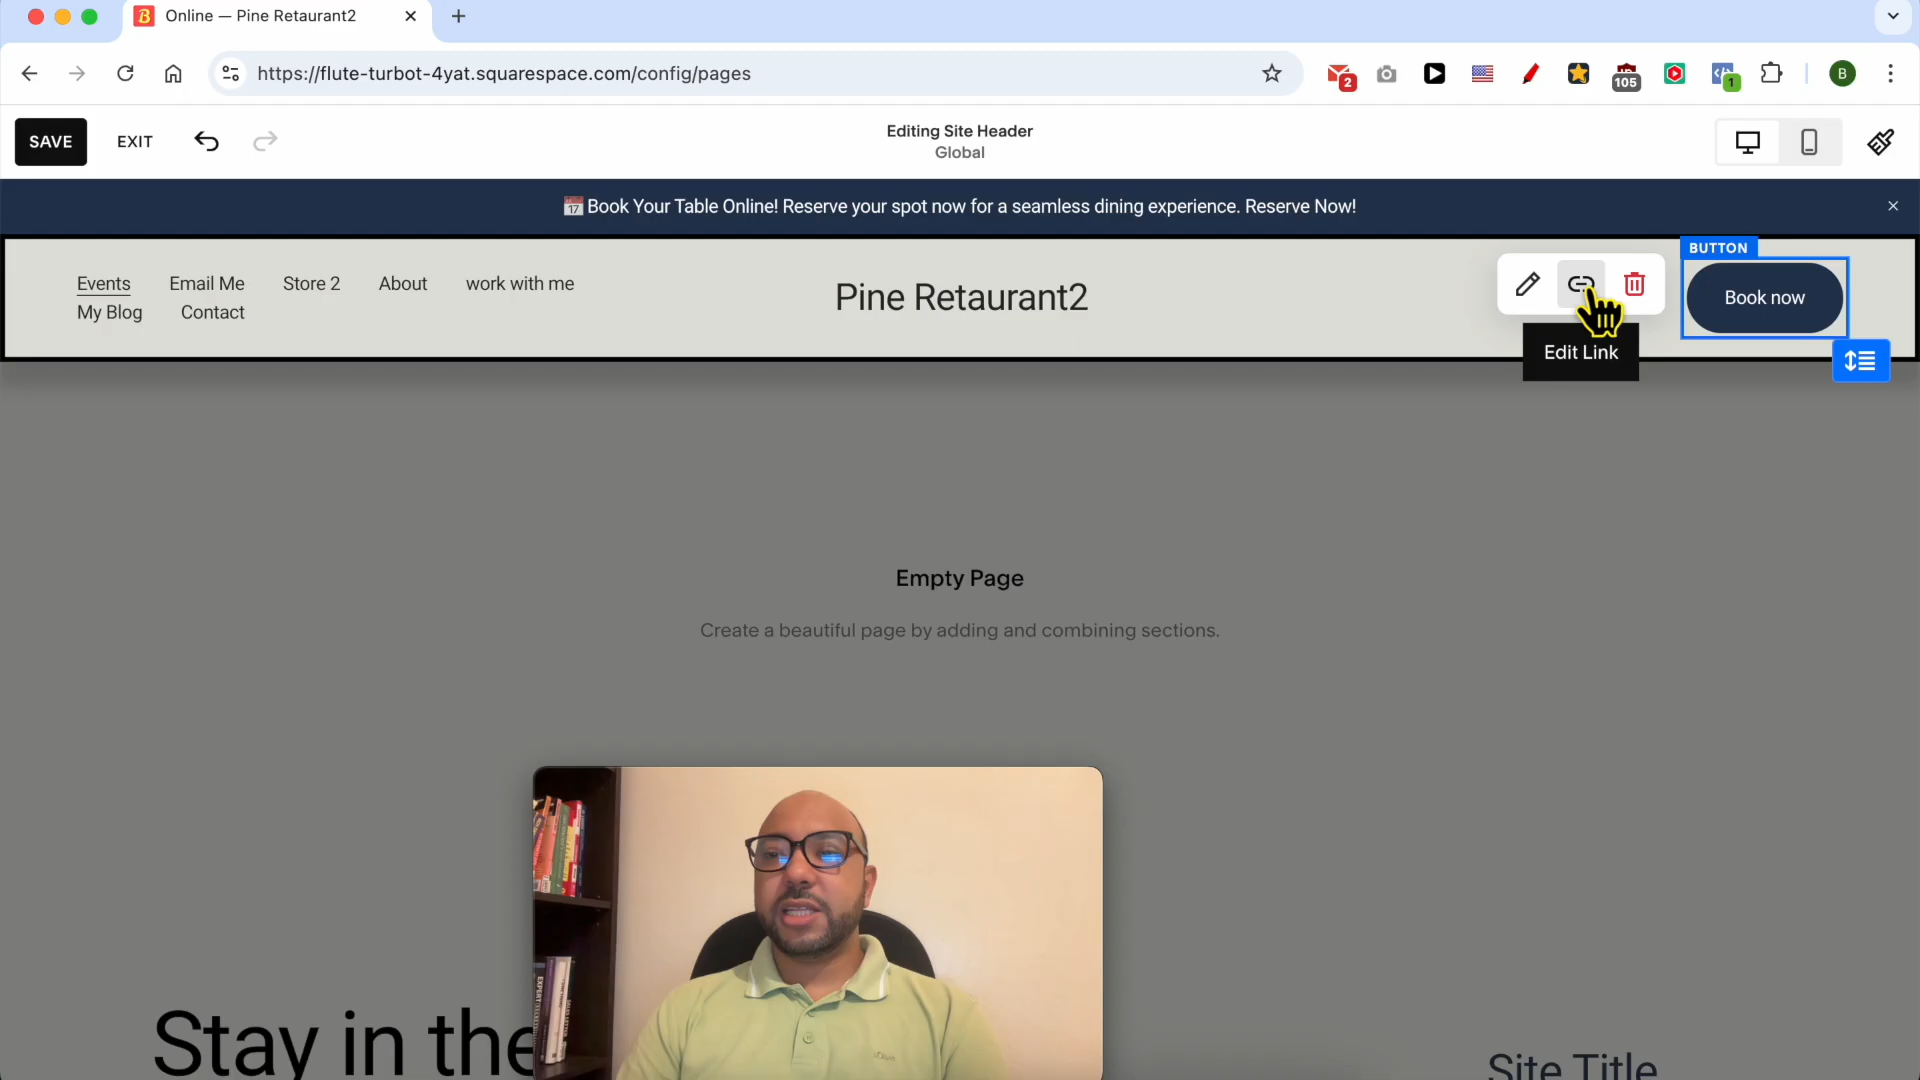 Online — Pine Retaurant2
https://flute-turbot-4yat.squarespace.com/config/pages
2
105
1
B
SAVE
EXIT
Editing Site Header
Global
17 Book Your Table Online! Reserve your spot now for a seamless dining experience. Reserve Now!
BUTTON
Events
Email Me
Store 2
About
work with me
My Blog
Contact
Pine Retaurant2
Book now
Edit Link
Empty Page
Create a beautiful page by adding and combining sections.
Stay in the
Site Title